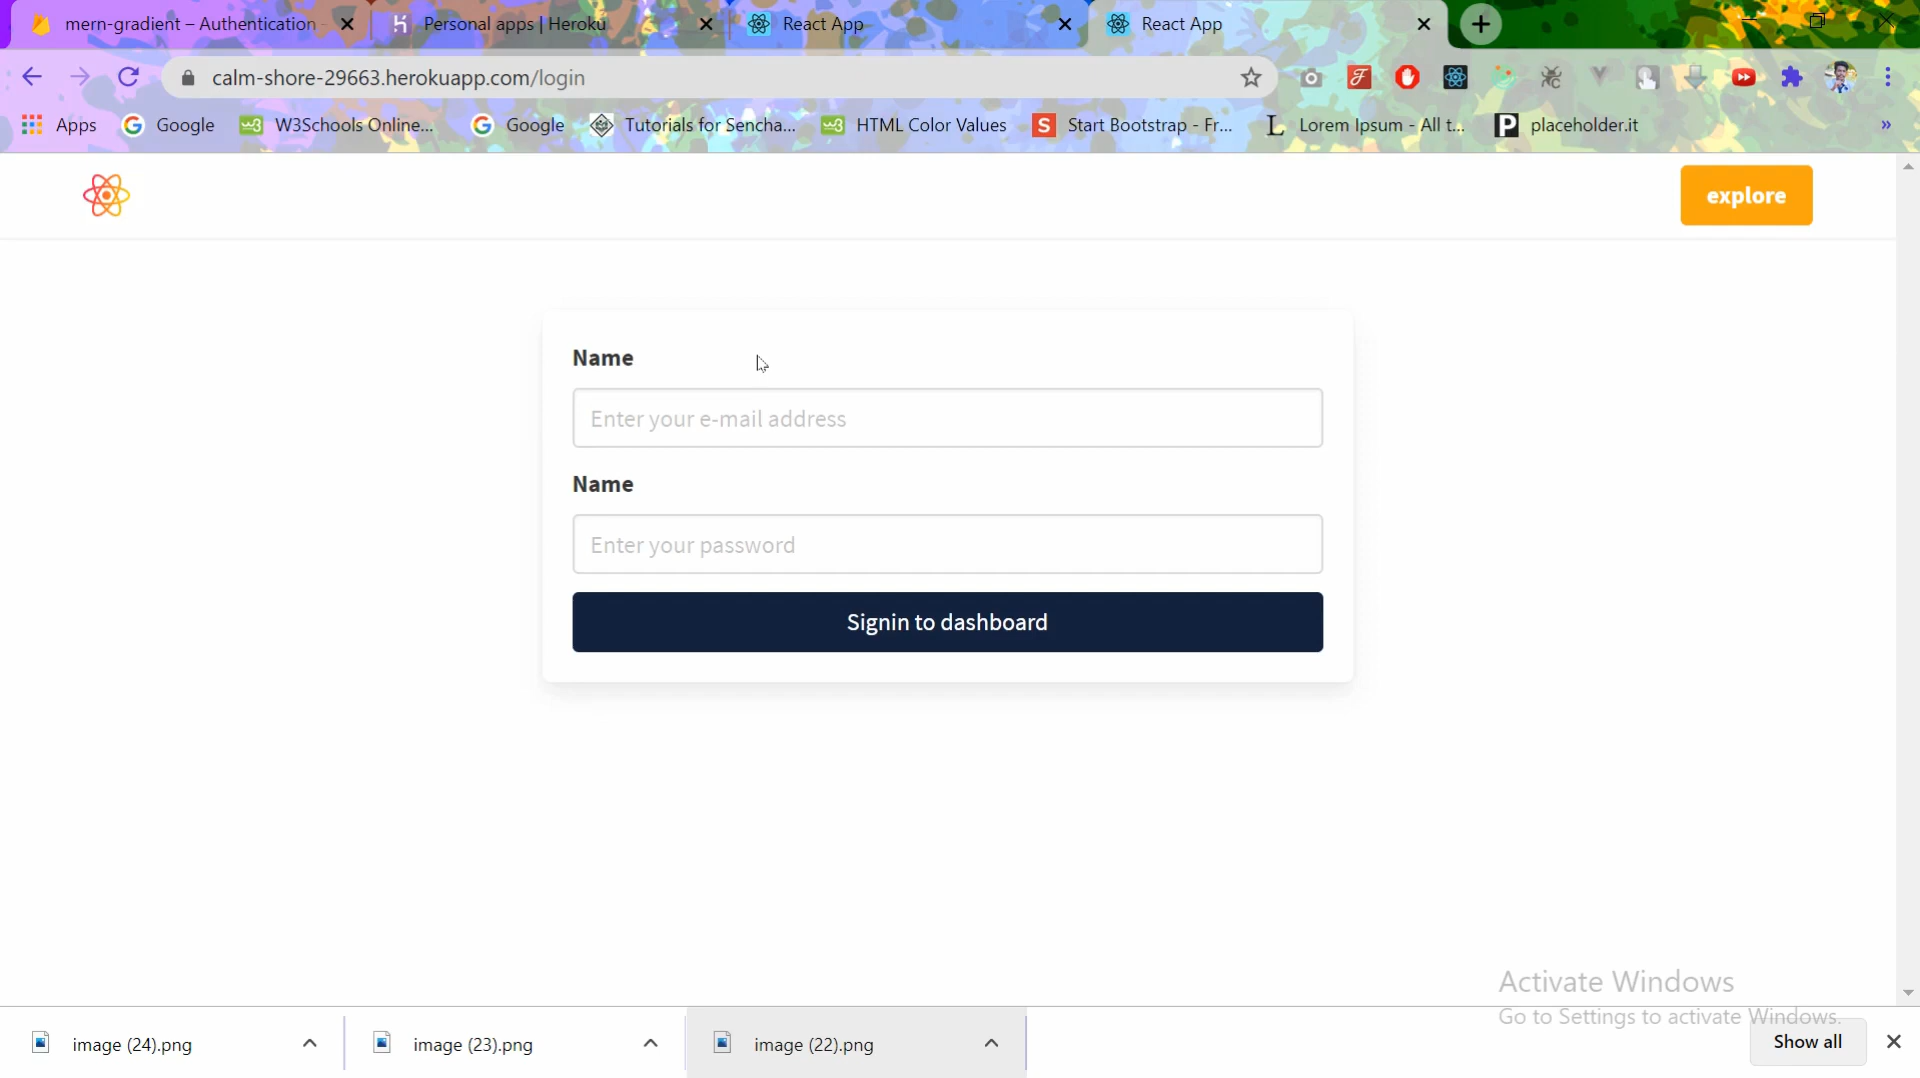 mern-gradient – Authentication
Personal apps | Heroku
React App
React App
calm-shore-29663.herokuapp.com/login
Apps
Google
W3Schools Online...
Google
Tutorials for Sencha...
HTML Color Values
S
Start Bootstrap - Fr...
L
Lorem Ipsum - All t...
P
placeholder.it
»
explore
Name
Enter your e-mail address
Name
Enter your password
Signin to dashboard
Activate Windows
Go to Settings to activate Windows.
image (24).png
image (23).png
image (22).png
Show all